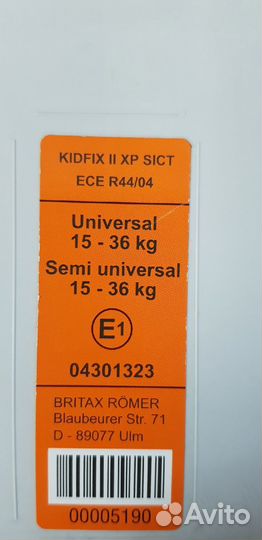 KIDFIX II XP SICT
ECE R44/04
Universal
15 - 36 kg
Semi universal
15 - 36 kg
E1
04301323
BRITAX RÖMER
Blaubeurer Str. 71
D - 89077 Ulm
00005190
Avito